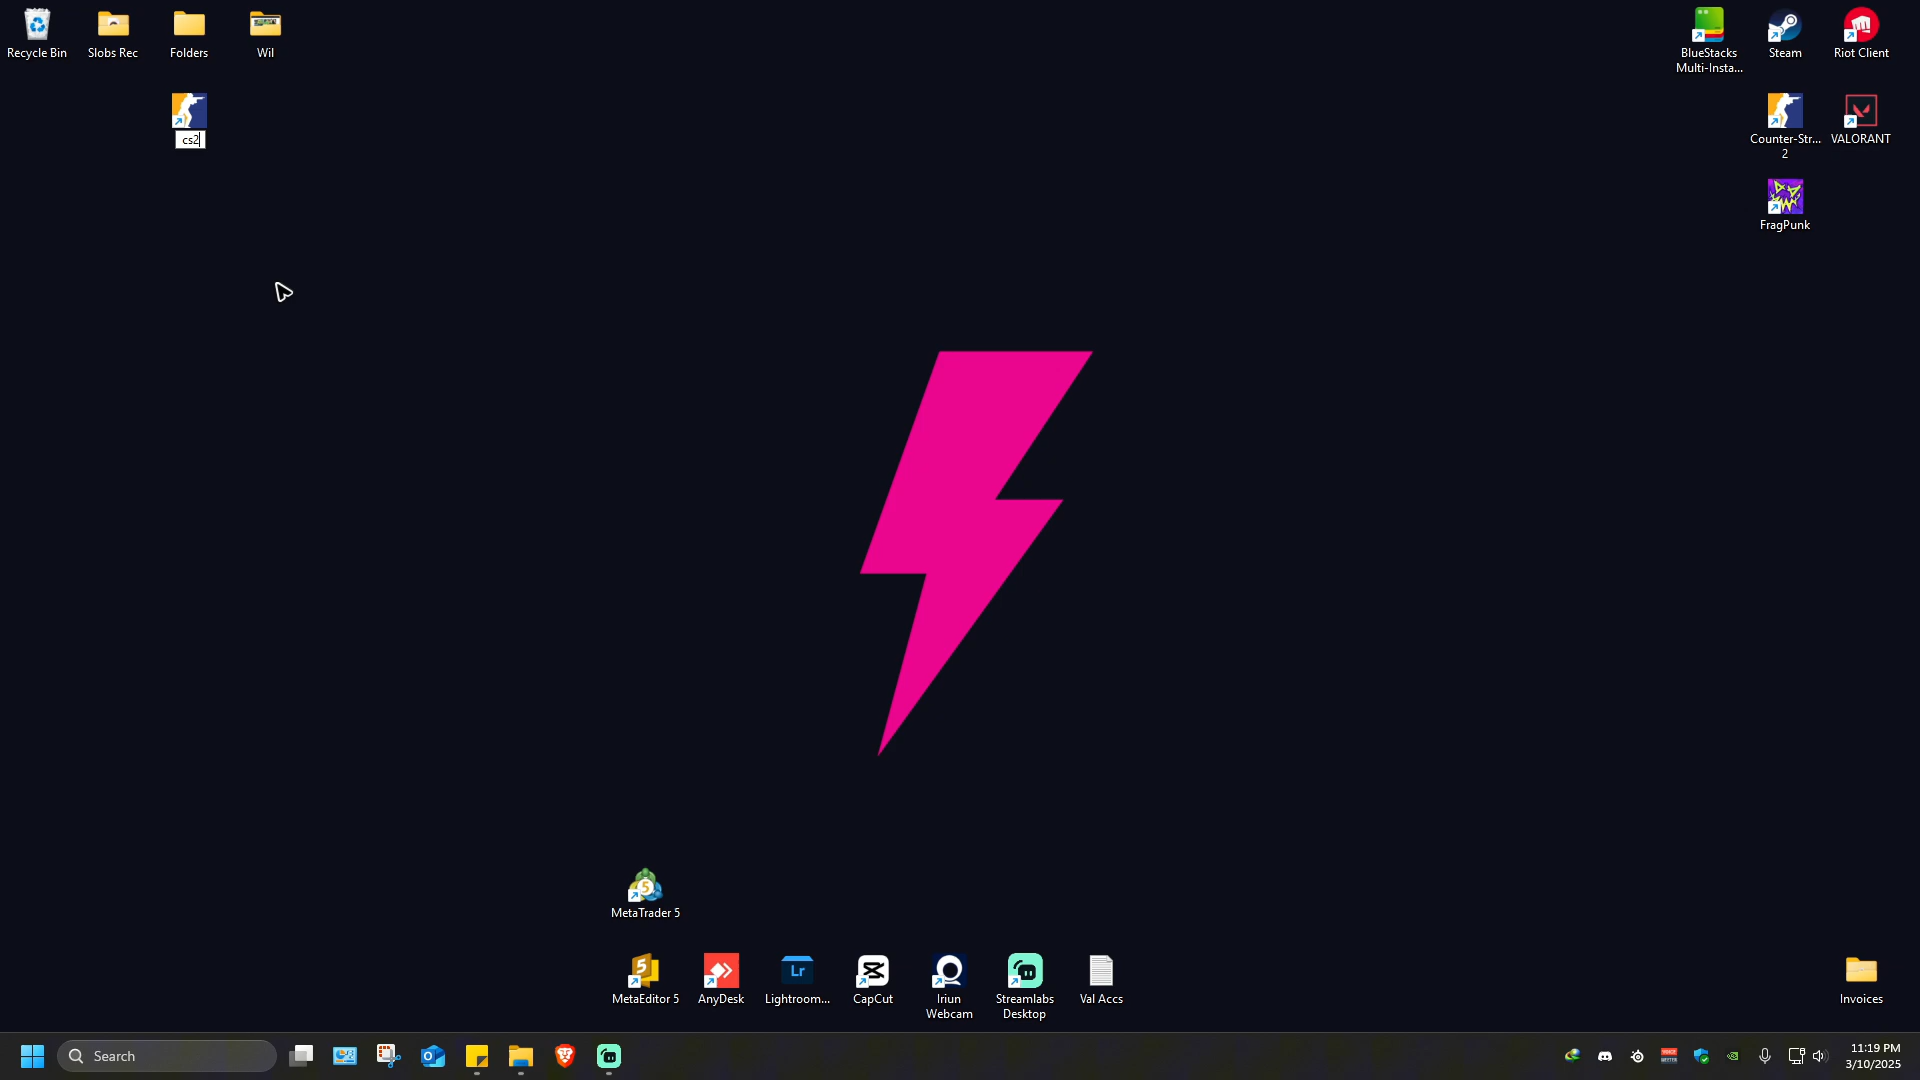 Recycle Bin
Slobs Rec
Folders
Wil
BlueStacks
Multi-Insta...
Steam
Riot Client
cs2
Counter-Str...
2
VALORANT
FragPunk
5
MetaTrader 5
5
MetaEditor 5
AnyDesk
Lr
Lightroom...
CapCut
Iriun
Webcam
Streamlabs
Desktop
Val Accs
Invoices
Search
11:19 PM
3/10/2025